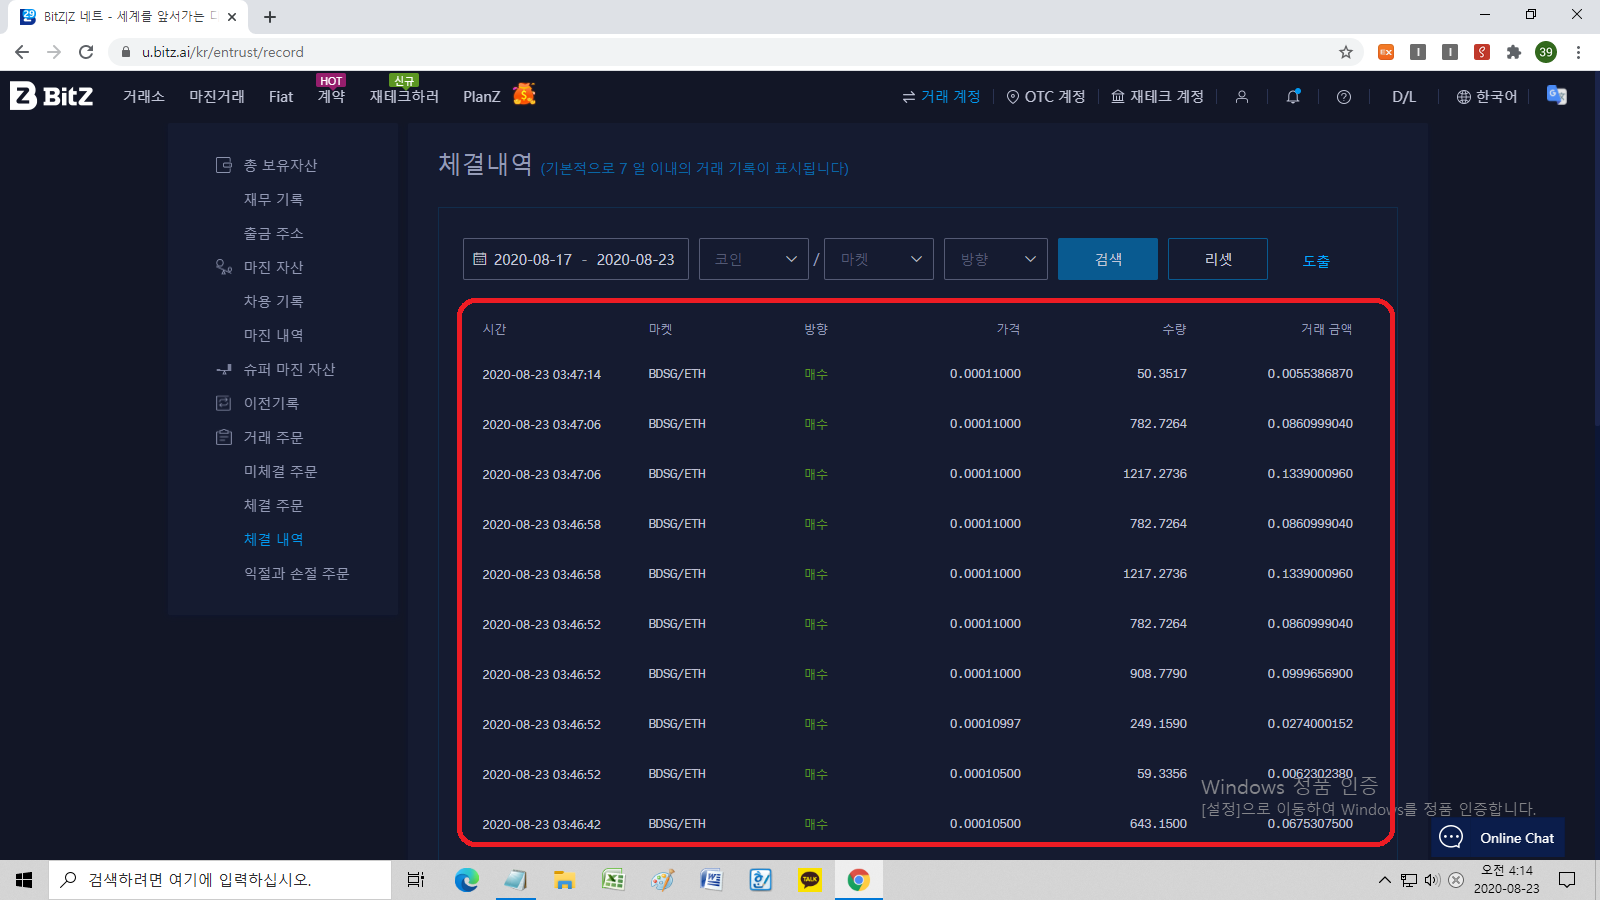 BitZ|Z 네트 - 세계를 앞서가는 디
u.bitz.ai/kr/entrust/record
EX
39
BitZ
거래소
마진거래
Fiat
HOT
계약
신규
재테크하러
PlanZ
거래 계정
OTC 계정
재테크 계정
D/L
한국어
총 보유자산
재무 기록
출금 주소
마진 자산
차용 기록
마진 내역
슈퍼 마진 자산
이전기록
거래 주문
미체결 주문
체결 주문
체결 내역
익절과 손절 주문
체결내역 (기본적으로 7 일 이내의 거래 기록이 표시됩니다)
2020-08-17 - 2020-08-23 코인 / 마켓 방향 검색 리셋 도출
시간 마켓 방향 가격 수량 거래 금액
2020-08-23 03:47:14 BDSG/ETH 매수 0.00011000 50.3517 0.0055386870
2020-08-23 03:47:06 BDSG/ETH 매수 0.00011000 782.7264 0.0860999040
2020-08-23 03:47:06 BDSG/ETH 매수 0.00011000 1217.2736 0.1339000960
2020-08-23 03:46:58 BDSG/ETH 매수 0.00011000 782.7264 0.0860999040
2020-08-23 03:46:58 BDSG/ETH 매수 0.00011000 1217.2736 0.1339000960
2020-08-23 03:46:52 BDSG/ETH 매수 0.00011000 782.7264 0.0860999040
2020-08-23 03:46:52 BDSG/ETH 매수 0.00011000 908.7790 0.0999656900
2020-08-23 03:46:52 BDSG/ETH 매수 0.00010997 249.1590 0.0274000152
2020-08-23 03:46:52 BDSG/ETH 매수 0.00010500 59.3356 0.0062302380
2020-08-23 03:46:42 BDSG/ETH 매수 0.00010500 643.1500 0.0675307500
Windows 정품 인증
[설정]으로 이동하여 Windows를 정품 인증합니다.
Online Chat
검색하려면 여기에 입력하십시오.
TALK
오전 4:14
2020-08-23